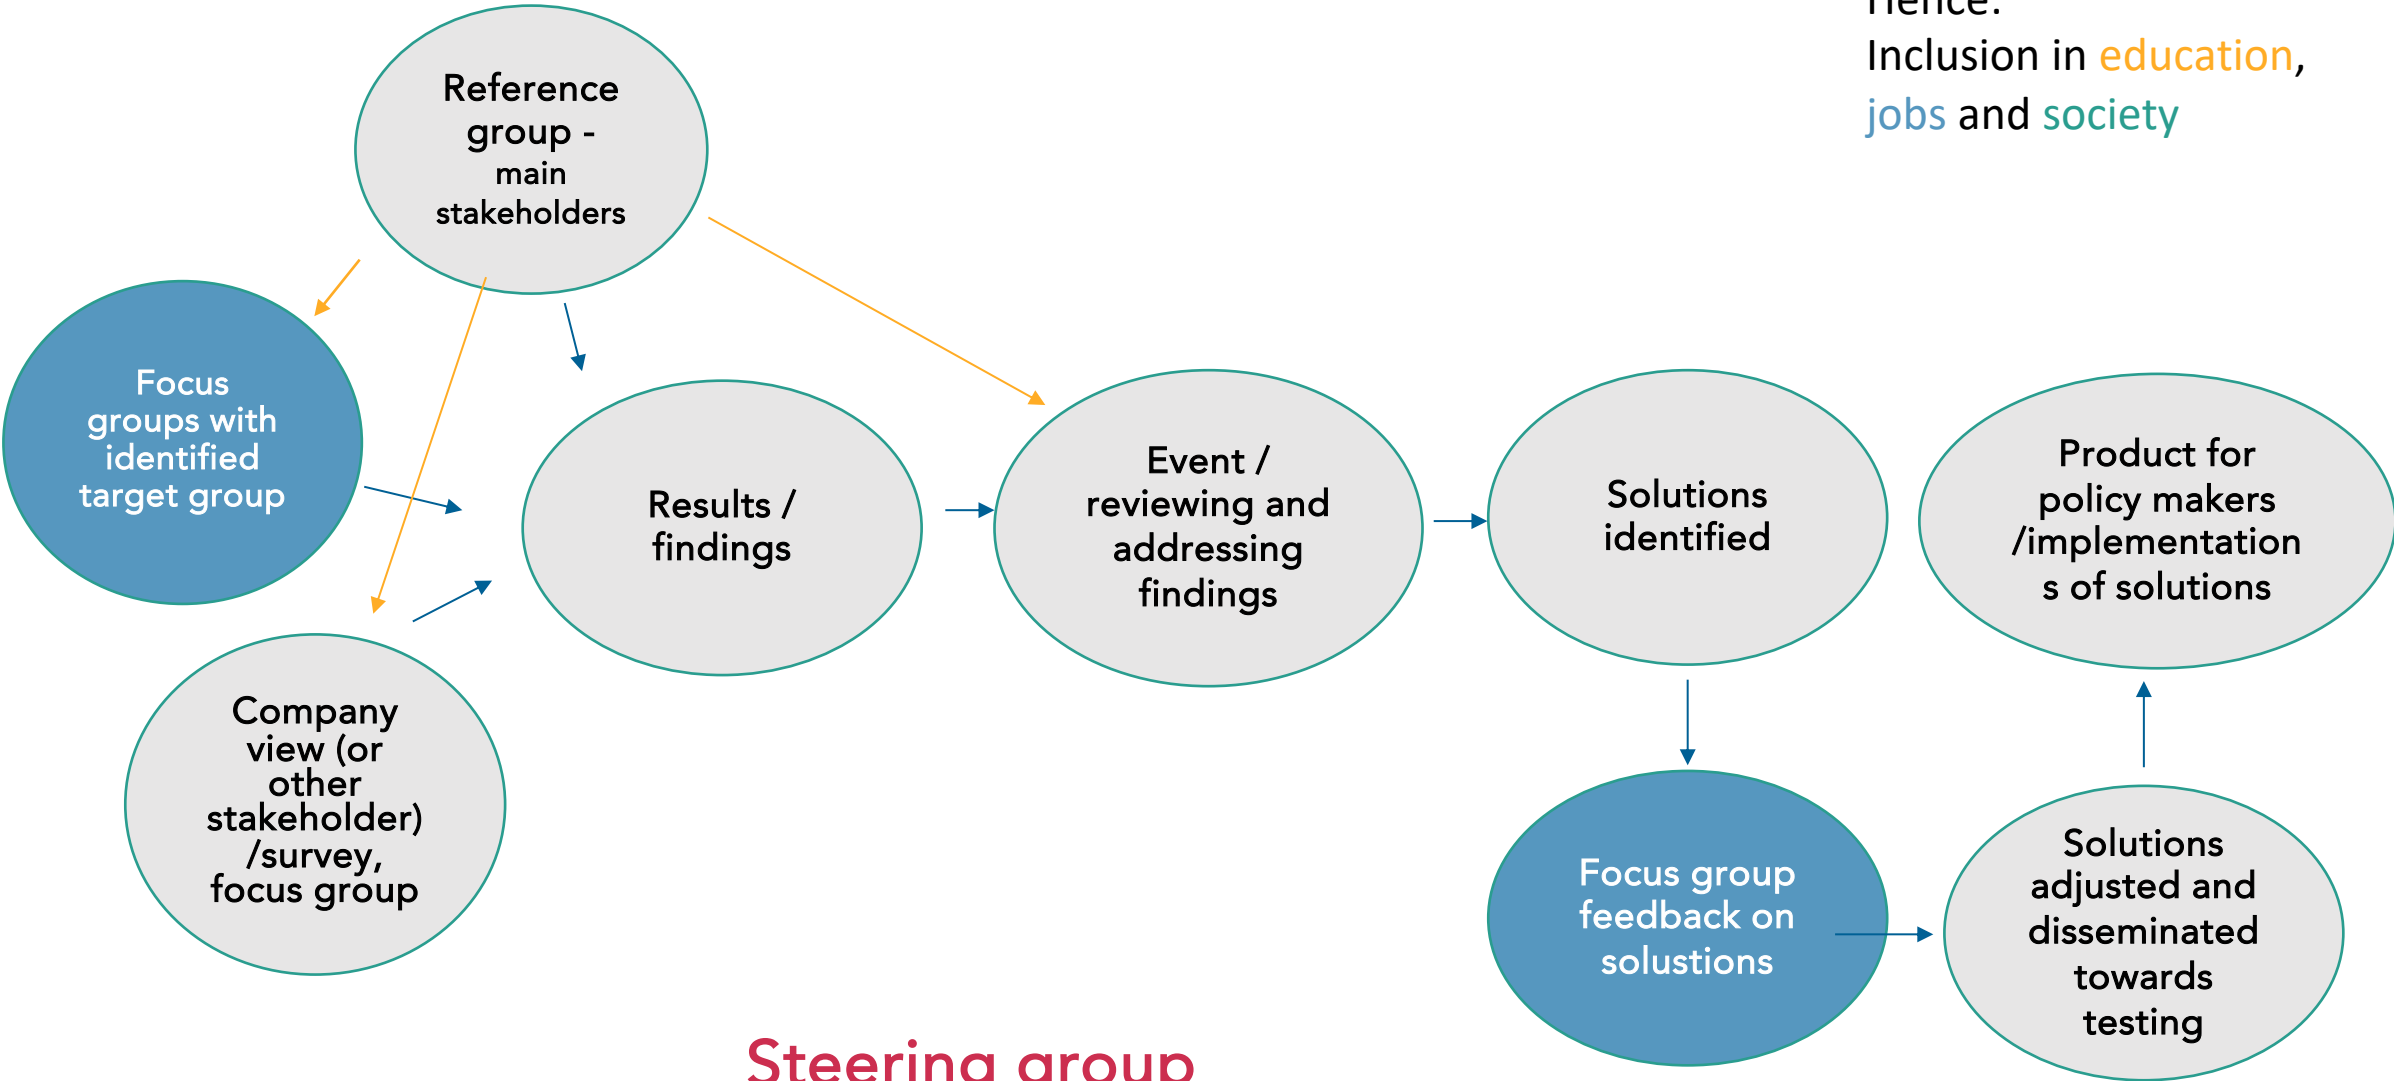 Hence:
Inclusion in education,
jobs and society
Reference
group -
main
stakeholders
Focus
groups with
identified
target group
Results /
findings
Event /
reviewing and
addressing
findings
Solutions
identified
Product for
policy makers
/implementation
s of solutions
Company
view (or
other
stakeholder)
/survey,
focus group
Focus group
feedback on
solustions
Solutions
adjusted and
disseminated
towards
testing
Steering group